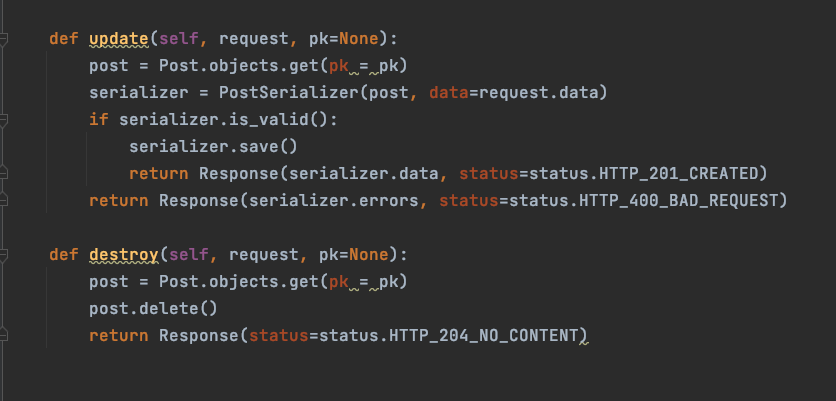 def update(self, request, pk=None):
    post = Post.objects.get(pk = pk)
    serializer = PostSerializer(post, data=request.data)
    if serializer.is_valid():
        serializer.save()
        return Response(serializer.data, status=status.HTTP_201_CREATED)
    return Response(serializer.errors, status=status.HTTP_400_BAD_REQUEST)

def destroy(self, request, pk=None):
    post = Post.objects.get(pk = pk)
    post.delete()
    return Response(status=status.HTTP_204_NO_CONTENT)